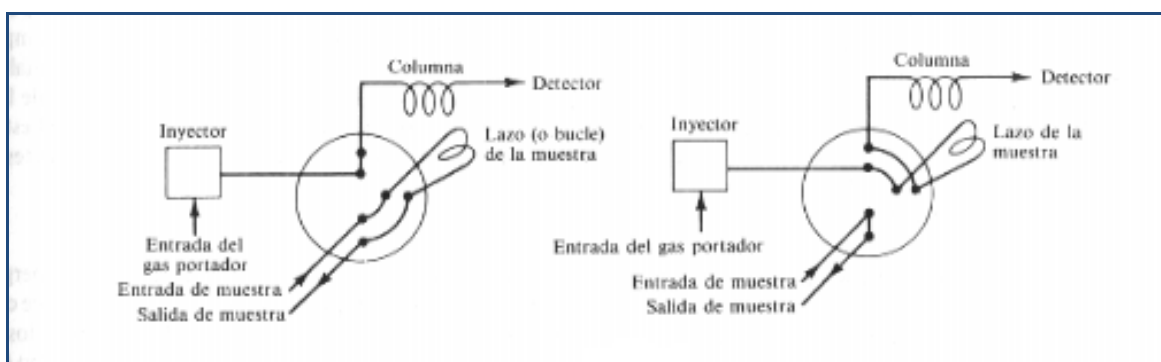 Columna
Detector
Inyector
Lazo (o bucle)
de la muestra
Entrada del
gas portador
Entrada de muestra
Salida de muestra
Columna
Detector
Inyector
Lazo de la
muestra
Entrada del gas portador
Entrada de muestra
Salida de muestra